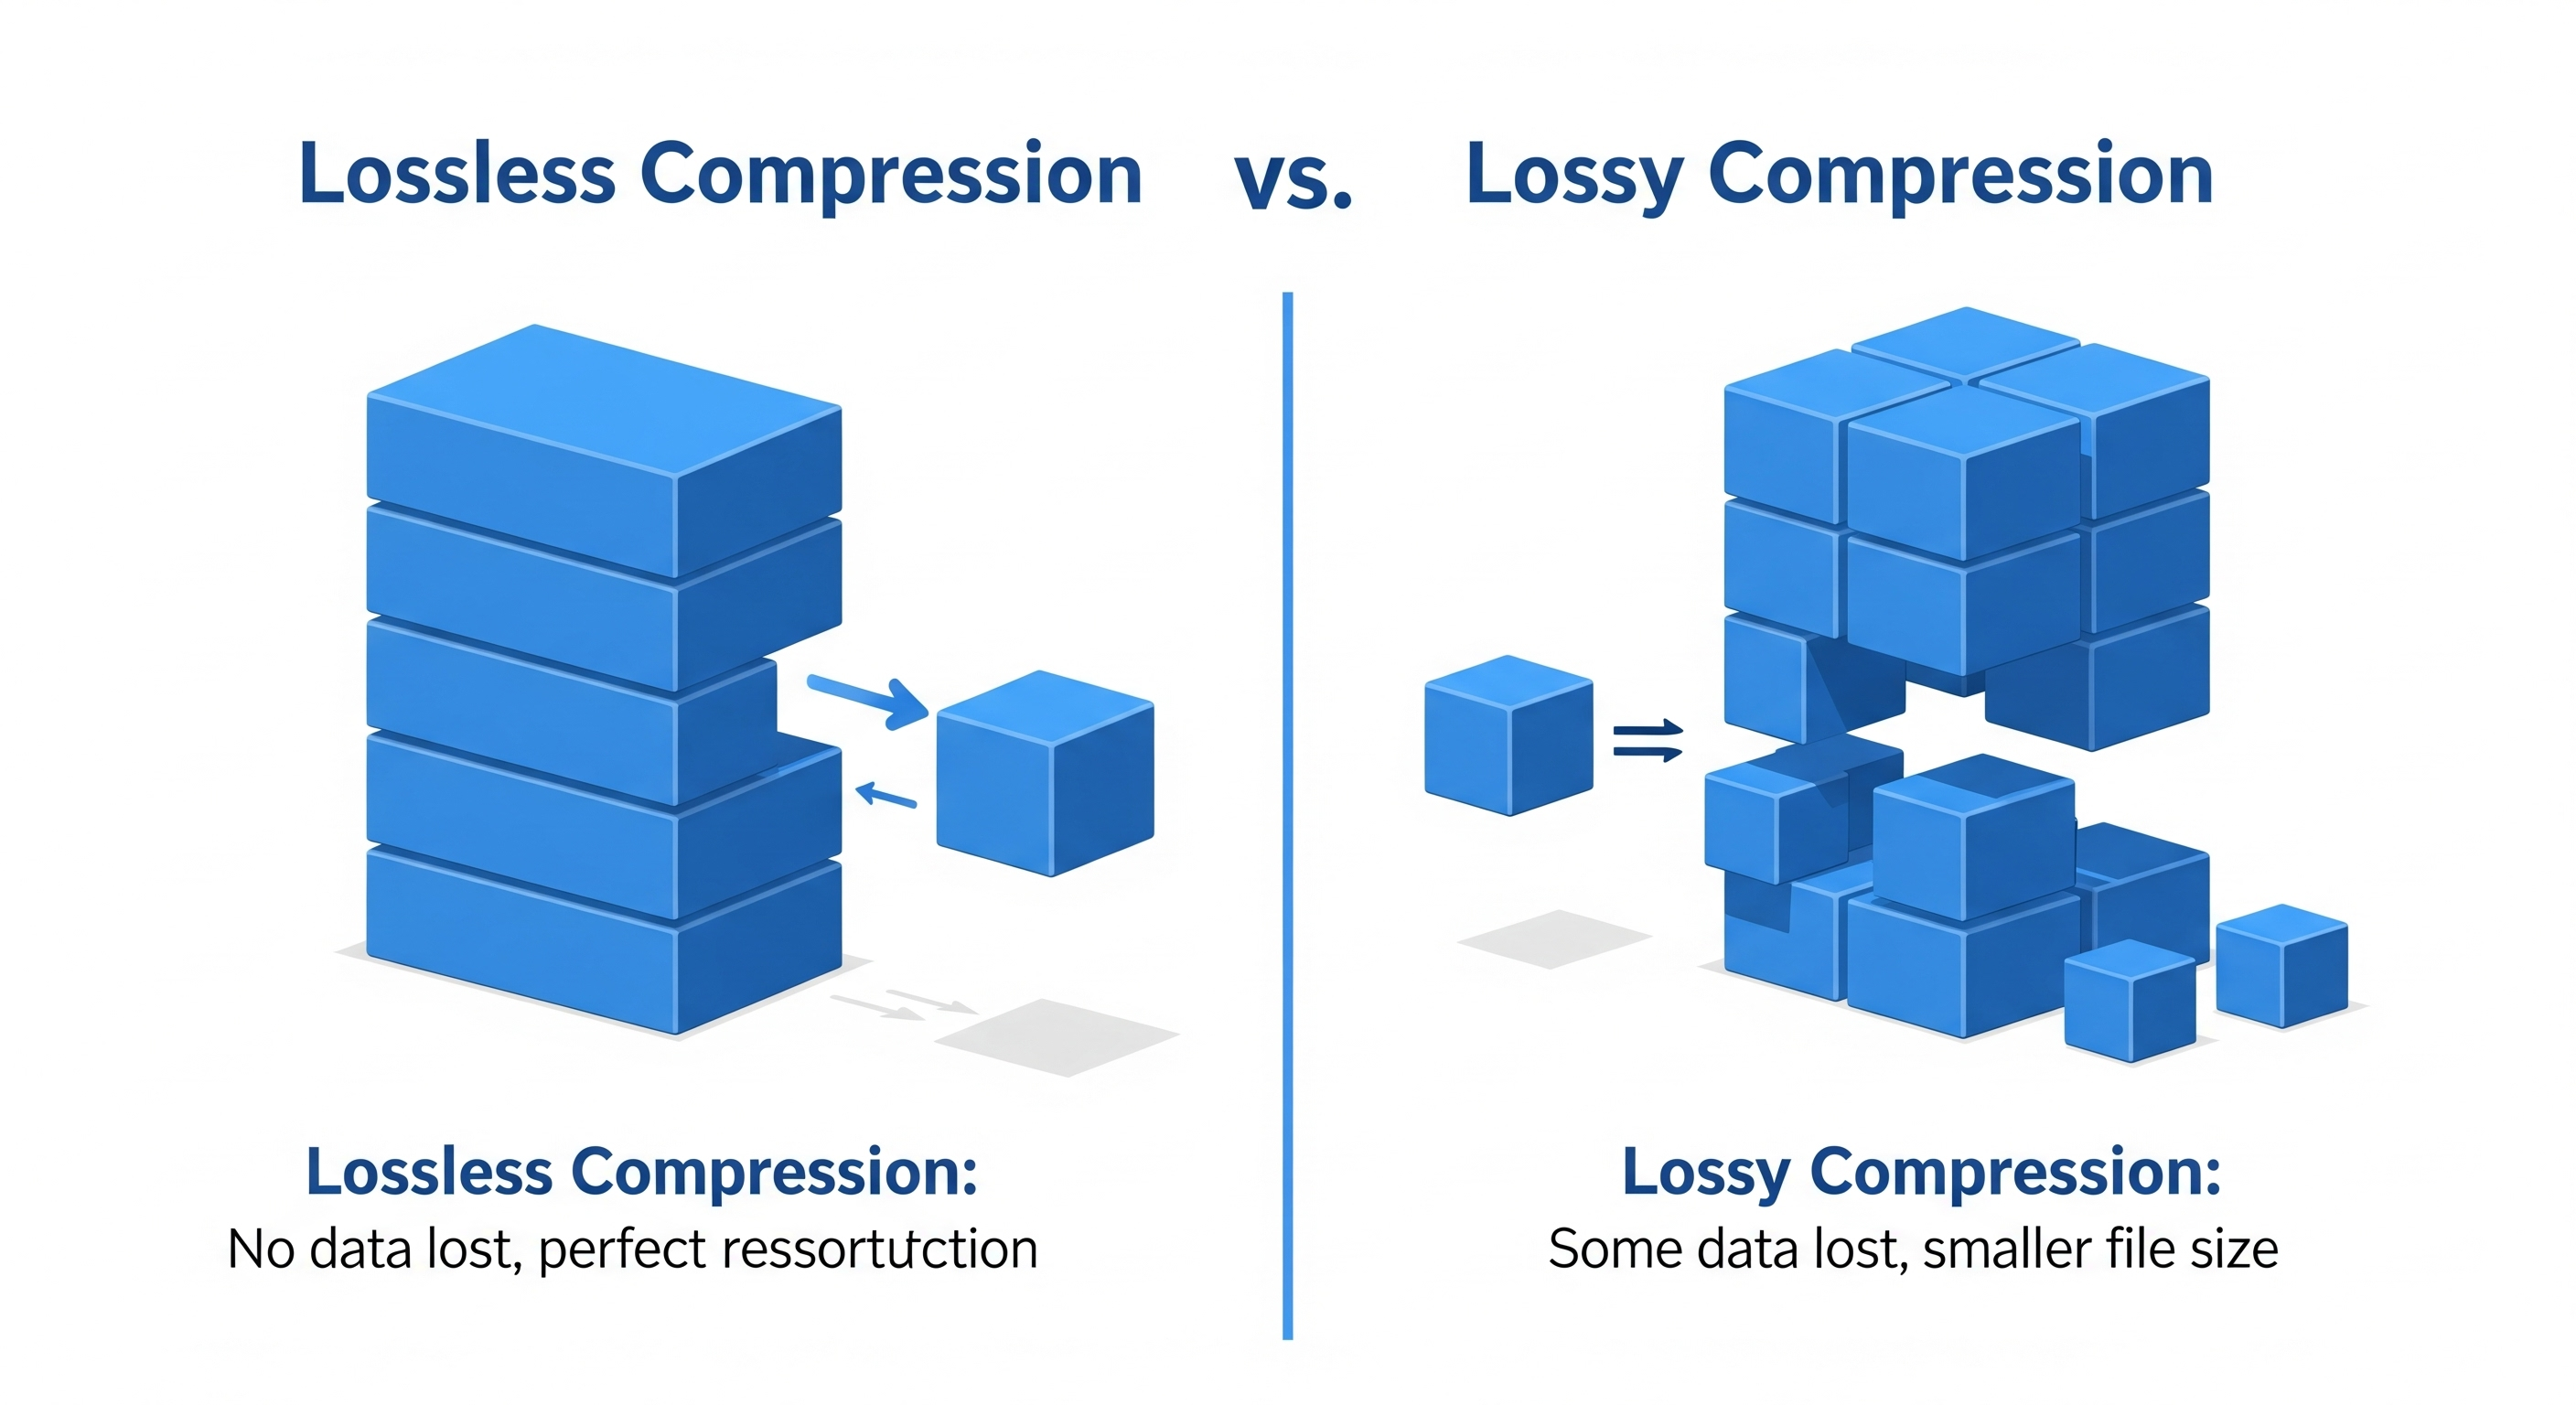 Lossless Compression vs. Lossy Compression
Lossless Compression:
No data lost, perfect ressortuction
Lossy Compression:
Some data lost, smaller file size